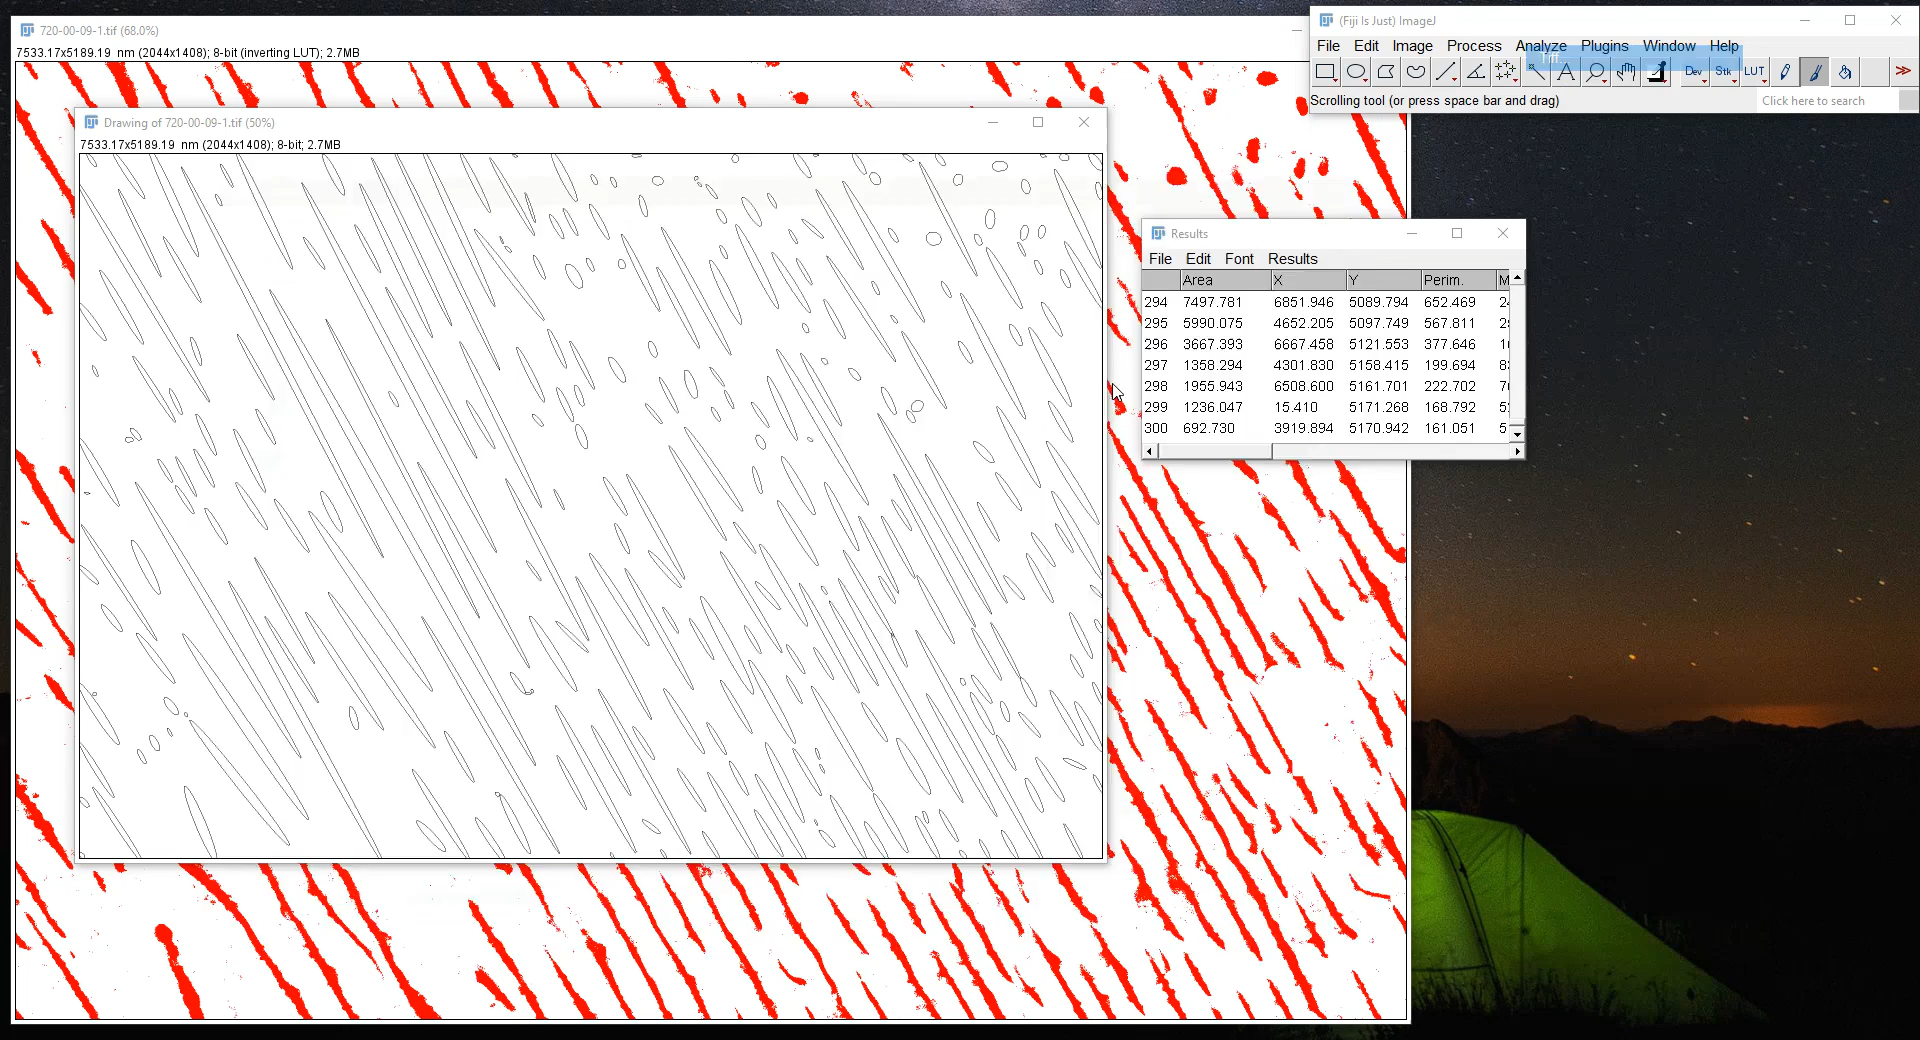 720-00-09-1.tif (68.0%)
7533.17x5189.19 nm (2044x1408); 8-bit (inverting LUT); 2.7MB
Drawing of 720-00-09-1.tif (50%)
7533.17x5189.19 nm (2044x1408); 8-bit; 2.7MB
(Fiji Is Just) ImageJ
File Edit Image Process Analyze Plugins Window Help
Tiff...
A Dev Stk LUT
Scrolling tool (or press space bar and drag)
Click here to search
Results
File Edit Font Results
Area X Y Perim. M
294 7497.781 6851.946 5089.794 652.469
295 5990.075 4652.205 5097.749 567.811
296 3667.393 6667.458 5121.553 377.646
297 1358.294 4301.830 5158.415 199.694
298 1955.943 6508.600 5161.701 222.702
299 1236.047 15.410 5171.268 168.792
300 692.730 3919.894 5170.942 161.051